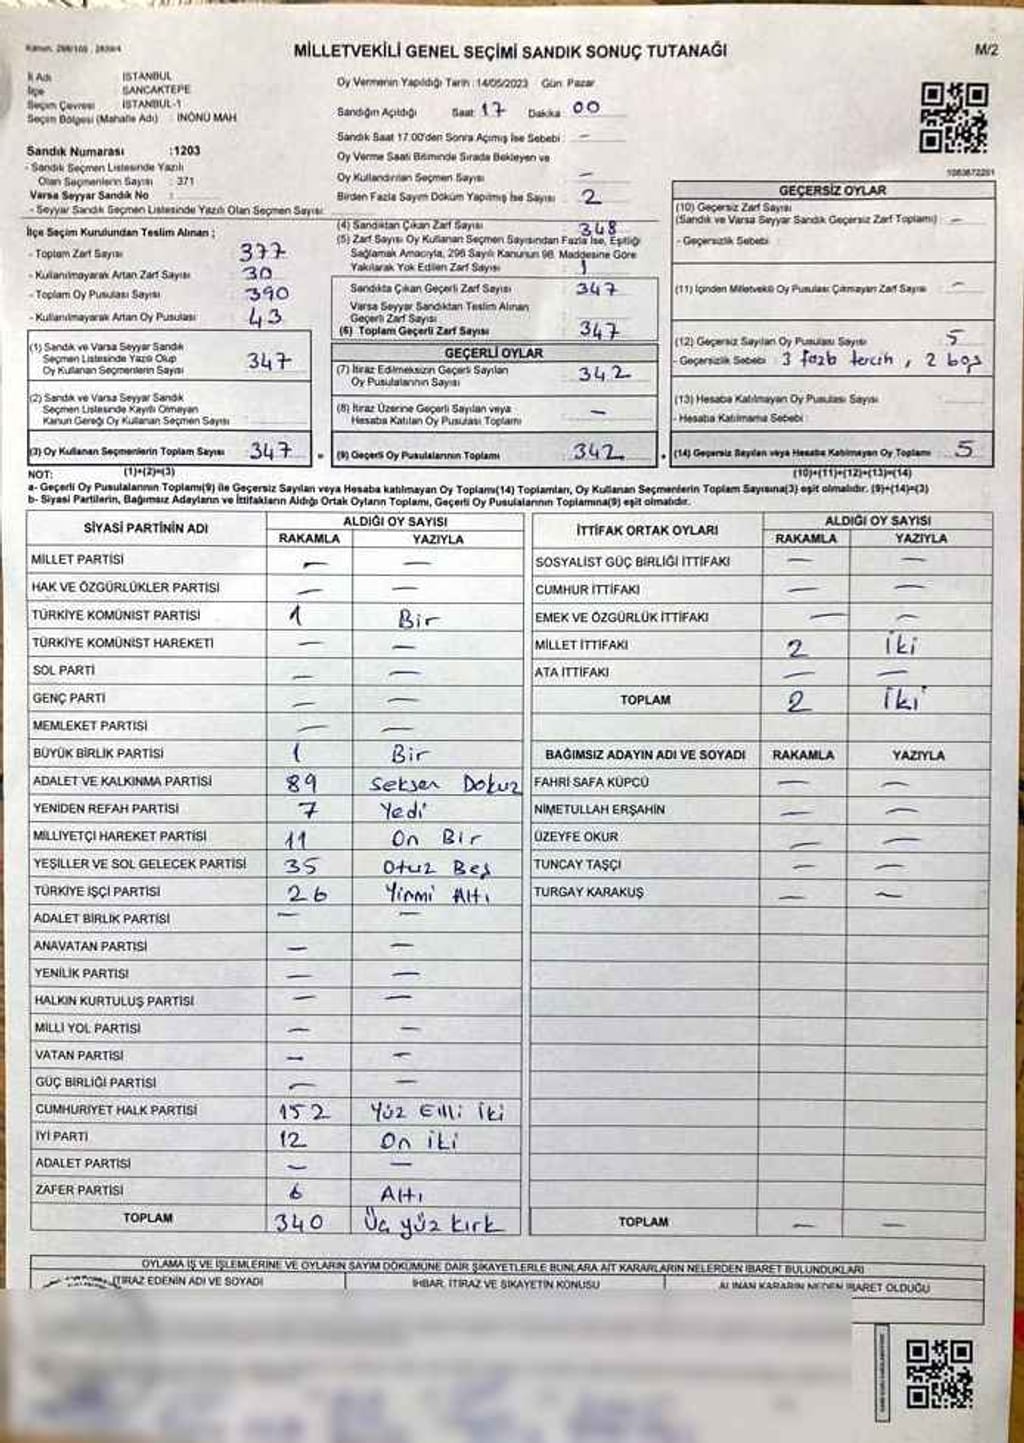 Kanun. 298/105 , 2839/4
MİLLETVEKİLİ GENEL SEÇİMİ SANDIK SONUÇ TUTANAĞI
M/2
İl Adı : İSTANBUL
İlçe : SANCAKTEPE
Seçim Çevresi : İSTANBUL-1
Seçim Bölgesi (Mahalle Adı) : İNÖNÜ MAH
Sandık Numarası :1203
- Sandık Seçmen Listesinde Yazılı
Olan Seçmenlerin Sayısı : 371
Varsa Seyyar Sandık No :
- Seyyar Sandık Seçmen Listesinde Yazılı Olan Seçmen Sayısı:
İlçe Seçim Kurulundan Teslim Alınan ;
- Toplam Zarf Sayısı 377
- Kullanılmayarak Artan Zarf Sayısı 30
- Toplam Oy Pusulası Sayısı 390
- Kullanılmayarak Artan Oy Pusulası 43
(1) Sandık ve Varsa Seyyar Sandık
Seçmen Listesinde Yazılı Olup
Oy Kullanan Seçmenlerin Sayısı 347
(2) Sandık ve Varsa Seyyar Sandık
Seçmen Listesinde Kayıtlı Olmayan
Kanun Gereği Oy Kullanan Seçmen Sayısı
(3) Oy Kullanan Seçmenlerin Toplam Sayısı 347
(1)+(2)=(3)
Oy Vermenin Yapıldığı Tarih :14/05/2023 Gün: Pazar
Sandığın Açıldığı Saat 17 Dakika 00
Sandık Saat 17.00'den Sonra Açımış İse Sebebi : —
Oy Verme Saati Bitiminde Sırada Bekleyen ve
Oy Kullandırılan Seçmen Sayısı —
Birden Fazla Sayım Döküm Yapılmış İse Sayısı 2
(4) Sandıktan Çıkan Zarf Sayısı 348
(5) Zarf Sayısı Oy Kullanan Seçmen Sayısından Fazla İse, Eşitliği
Sağlamak Amacıyla, 298 Sayılı Kanunun 98. Maddesine Göre
Yakılarak Yok Edilen Zarf Sayısı 1
Sandıkta Çıkan Geçerli Zarf Sayısı 347
Varsa Seyyar Sandıktan Teslim Alınan
Geçerli Zarf Sayısı
(6) Toplam Geçerli Zarf Sayısı 347
GEÇERLİ OYLAR
(7) İtiraz Edilmeksizin Geçerli Sayılan
Oy Pusulalarının Sayısı 342
(8) İtiraz Üzerine Geçerli Sayılan veya
Hesaba Katılan Oy Pusulası Toplamı —
(9) Geçerli Oy Pusulalarının Toplamı 342
GEÇERSİZ OYLAR
(10) Geçersiz Zarf Sayısı
(Sandık ve Varsa Seyyar Sandık Geçersiz Zarf Toplamı) : —
- Geçersizlik Sebebi :
(11) İçinden Milletvekili Oy Pusulası Çıkmayan Zarf Sayısı —
(12) Geçersiz Sayılan Oy Pusulası Sayısı 5
- Geçersizlik Sebebi : 3 fazla tercih, 2 boş
(13) Hesaba Katılmayan Oy Pusulası Sayısı
- Hesaba Katılmama Sebebi :
(14) Geçersiz Sayılan veya Hesaba Katılmayan Oy Toplamı 5
(10)+(11)+(12)+(13)=(14)
NOT:
a- Geçerli Oy Pusulasının Toplamı(9) ile Geçersiz Sayılan veya Hesaba katılmayan Oy Toplamı(14) Toplamları, Oy Kullanan Seçmenlerin Toplam Sayısına(3) eşit olmalıdır. (9)+(14)=(3)
b- Siyasi Partilerin, Bağımsız Adayların ve İttifakların Aldığı Ortak Oyların Toplamı, Geçerli Oy Pusulalarının Toplamına(9) eşit olmalıdır.
SİYASİ PARTİNİN ADI ALDIĞI OY SAYISI
RAKAMLA YAZIYLA
MİLLET PARTİSİ — —
HAK VE ÖZGÜRLÜKLER PARTİSİ — —
TÜRKİYE KOMÜNİST PARTİSİ 1 Bir
TÜRKİYE KOMÜNİST HAREKETİ — —
SOL PARTİ — —
GENÇ PARTİ — —
MEMLEKET PARTİSİ — —
BÜYÜK BİRLİK PARTİSİ 1 Bir
ADALET VE KALKINMA PARTİSİ 89 Seksen Dokuz
YENİDEN REFAH PARTİSİ 7 Yedi
MİLLİYETÇİ HAREKET PARTİSİ 11 On Bir
YEŞİLLER VE SOL GELECEK PARTİSİ 35 Otuz Beş
TÜRKİYE İŞÇİ PARTİSİ 26 Yirmi Altı
ADALET BİRLİK PARTİSİ — —
ANAVATAN PARTİSİ — —
YENİLİK PARTİSİ — —
HALKIN KURTULUŞ PARTİSİ — —
MİLLİ YOL PARTİSİ — —
VATAN PARTİSİ — —
GÜÇ BİRLİĞİ PARTİSİ — —
CUMHURİYET HALK PARTİSİ 152 Yüz Elli İki
İYİ PARTİ 12 On iki
ADALET PARTİSİ — —
ZAFER PARTİSİ 6 Altı
TOPLAM 340 Üç yüz kırk
İTTİFAK ORTAK OYLARI ALDIĞI OY SAYISI
RAKAMLA YAZIYLA
SOSYALİST GÜÇ BİRLİĞİ İTTİFAKI — —
CUMHUR İTTİFAKI — —
EMEK VE ÖZGÜRLÜK İTTİFAKI — —
MİLLET İTTİFAKI 2 İki
ATA İTTİFAKI — —
TOPLAM 2 İki
BAĞIMSIZ ADAYIN ADI VE SOYADI RAKAMLA YAZIYLA
FAHRİ SAFA KÜPCÜ — —
NİMETULLAH ERŞAHİN — —
ÜZEYFE OKUR — —
TUNCAY TAŞÇI — —
TURGAY KARAKUŞ — —
TOPLAM — —
OYLAMA İŞ VE İŞLEMLERİNE VE OYLARIN SAYIM DÖKÜMÜNE DAİR ŞİKAYETLERLE BUNLARA AİT KARARLARIN NELERDEN İBARET BULUNDUKLARI
İTİRAZ EDENİN ADI VE SOYADI
İHBAR, İTİRAZ VE ŞİKAYETİN KONUSU
ALINAN KARARIN NEDEN İBARET OLDUĞU